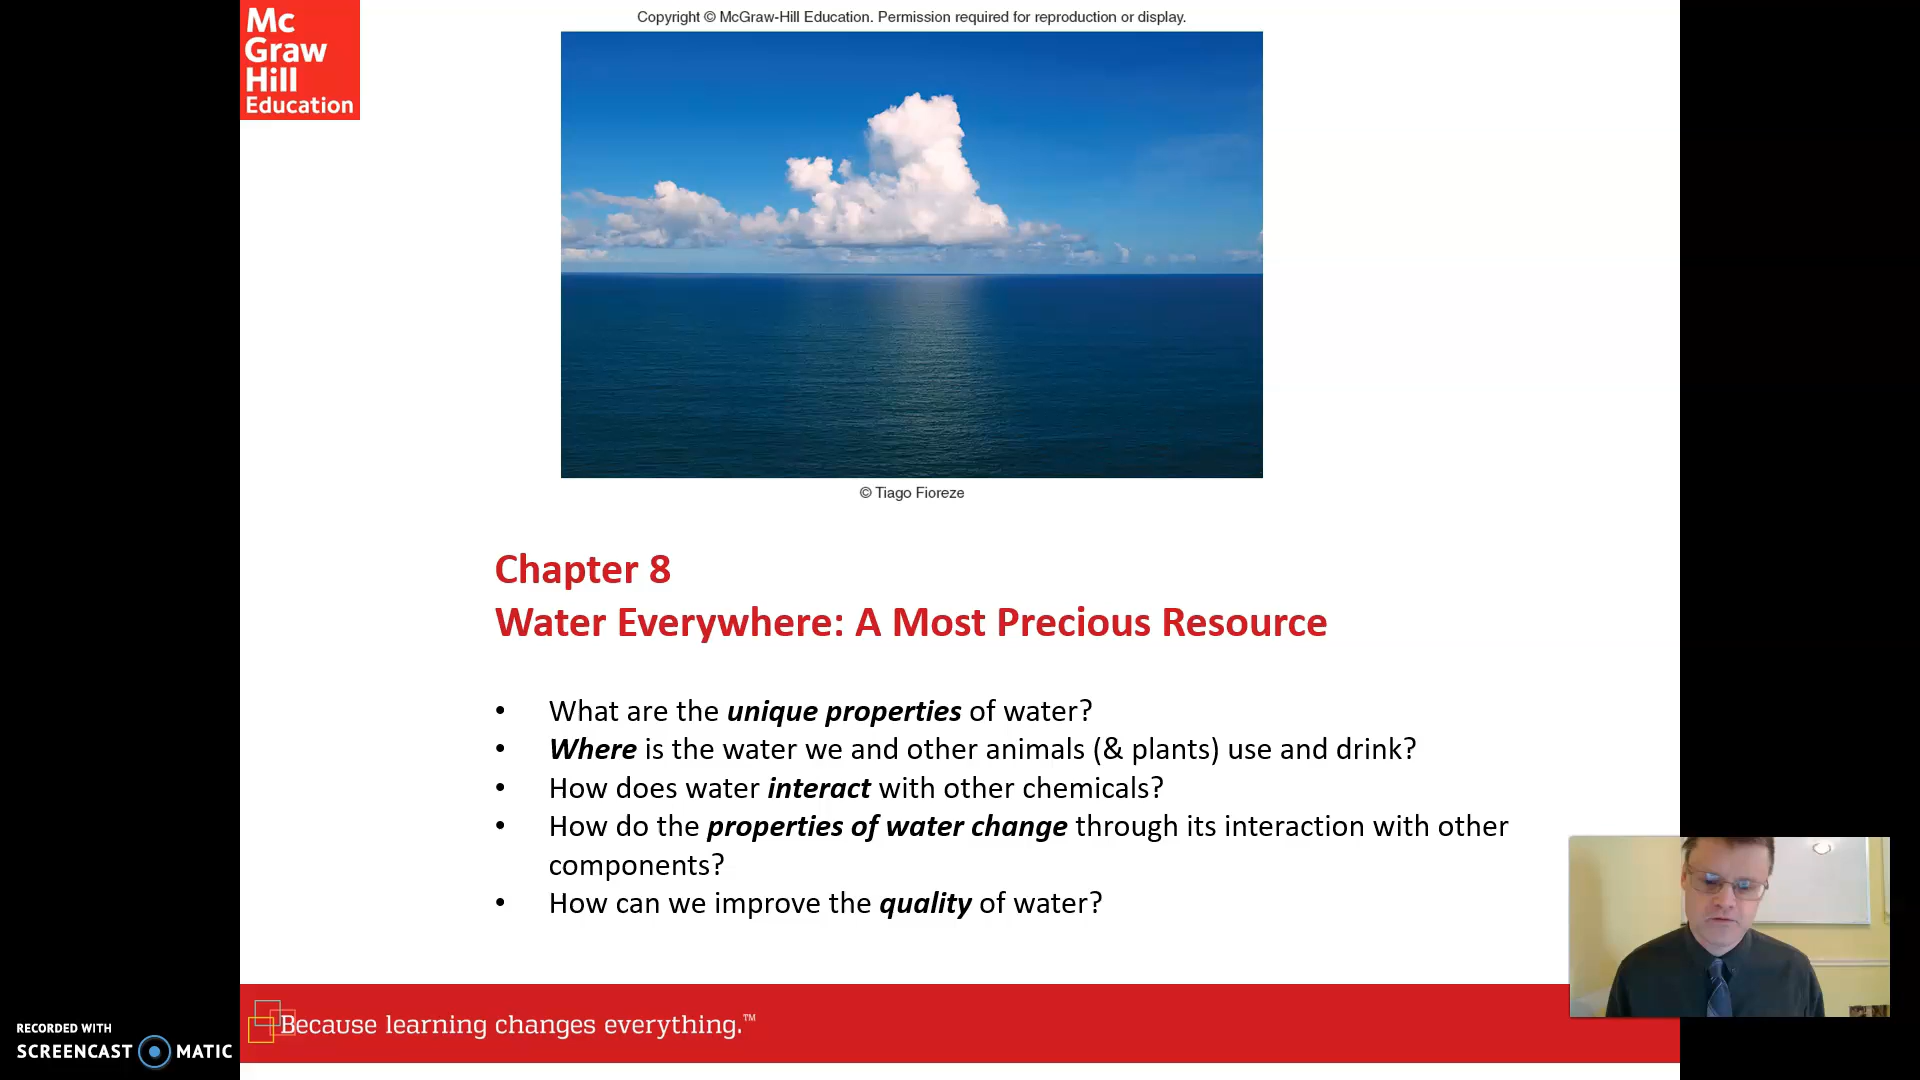 Mc
Graw
Hill
Education
Copyright © McGraw-Hill Education. Permission required for reproduction or display.
© Tiago Fioreze
Chapter 8
Water Everywhere: A Most Precious Resource
• What are the unique properties of water?
• Where is the water we and other animals (& plants) use and drink?
• How does water interact with other chemicals?
• How do the properties of water change through its interaction with other
components?
• How can we improve the quality of water?
Because learning changes everything.™
RECORDED WITH
SCREENCAST MATIC